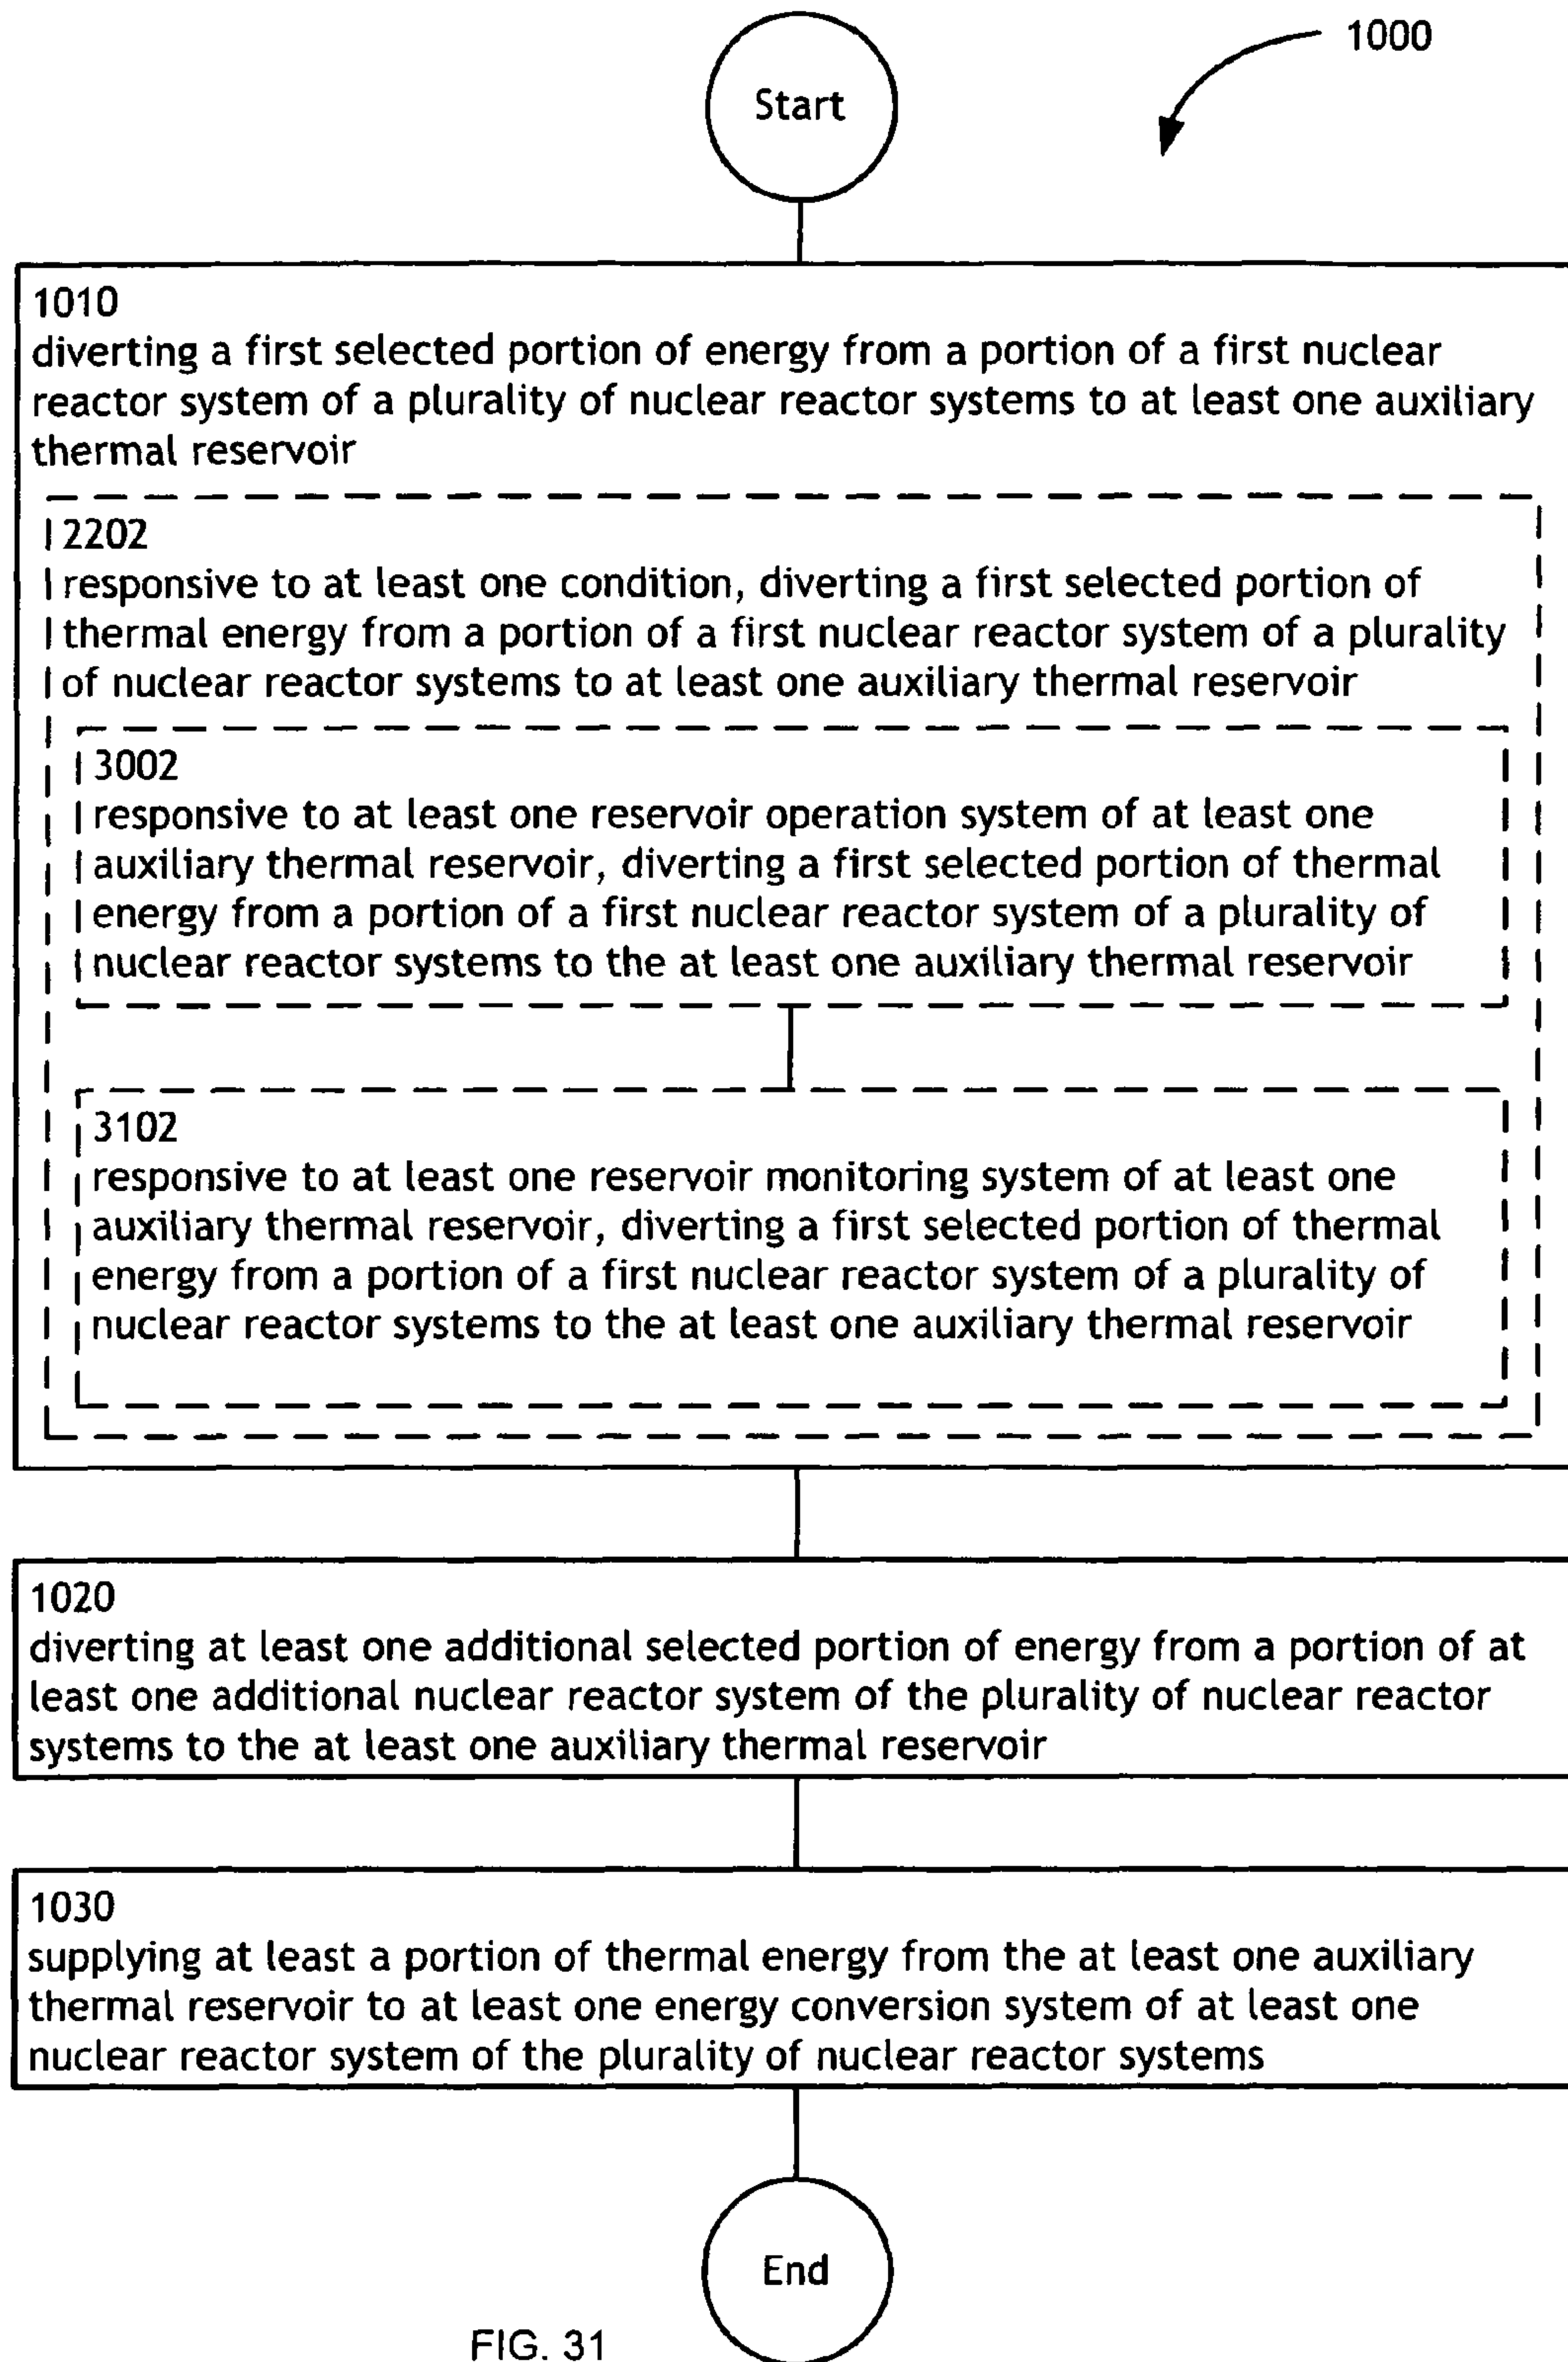 1000
Start
1010
diverting a first selected portion of energy from a portion of a first nuclear
reactor system of a plurality of nuclear reactor systems to at least one auxiliary
thermal reservoir
2202
responsive to at least one condition, diverting a first selected portion of
thermal energy from a portion of a first nuclear reactor system of a plurality
of nuclear reactor systems to at least one auxiliary thermal reservoir
3002
responsive to at least one reservoir operation system of at least one
auxiliary thermal reservoir, diverting a first selected portion of thermal
energy from a portion of a first nuclear reactor system of a plurality of
nuclear reactor systems to the at least one auxiliary thermal reservoir
3102
responsive to at least one reservoir monitoring system of at least one
auxiliary thermal reservoir, diverting a first selected portion of thermal
energy from a portion of a first nuclear reactor system of a plurality of
nuclear reactor systems to the at least one auxiliary thermal reservoir
1020
diverting at least one additional selected portion of energy from a portion of at
least one additional nuclear reactor system of the plurality of nuclear reactor
systems to the at least one auxiliary thermal reservoir
1030
supplying at least a portion of thermal energy from the at least one auxiliary
thermal reservoir to at least one energy conversion system of at least one
nuclear reactor system of the plurality of nuclear reactor systems
End
FIG. 31